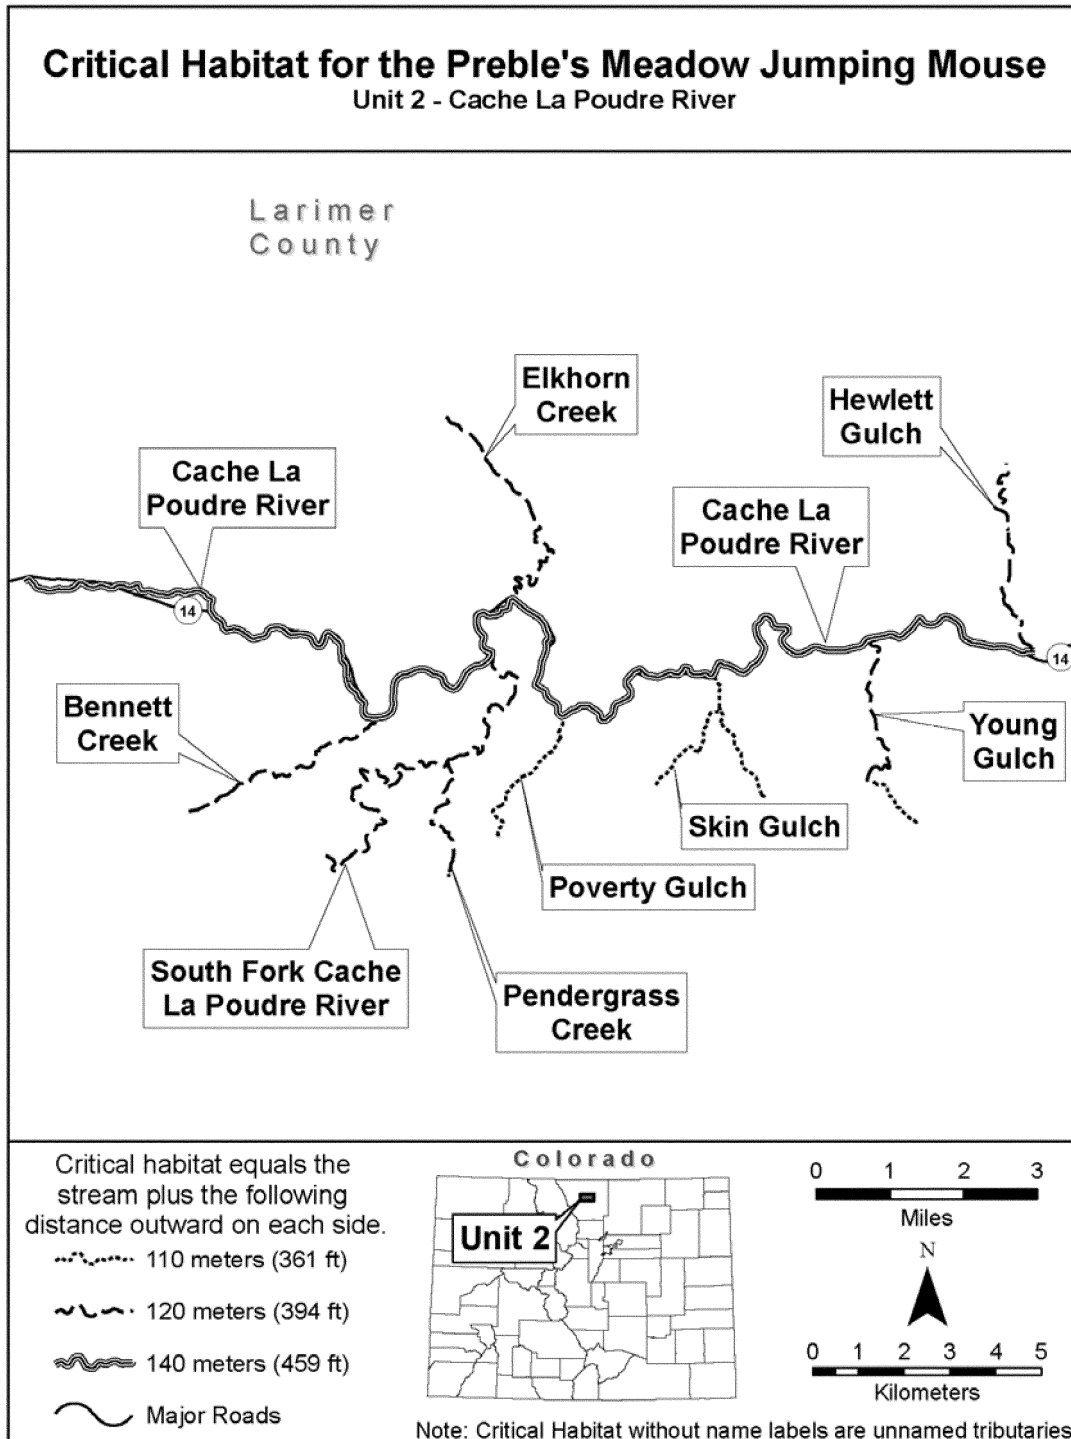 Critical Habitat for the Preble's Meadow Jumping Mouse
Unit 2 - Cache La Poudre River
Larimer
County
Elkhorn
Creek
Hewlett
Gulch
Cache La
Poudre River
Cache La
Poudre River
14
14
Bennett
Creek
Young
Gulch
Skin Gulch
Poverty Gulch
South Fork Cache
La Poudre River
Pendergrass
Creek
Critical habitat equals the
stream plus the following
distance outward on each side.
110 meters (361 ft)
120 meters (394 ft)
140 meters (459 ft)
Major Roads
Colorado
Unit 2
0 1 2 3
Miles
N
0 1 2 3 4 5
Kilometers
Note: Critical Habitat without name labels are unnamed tributaries